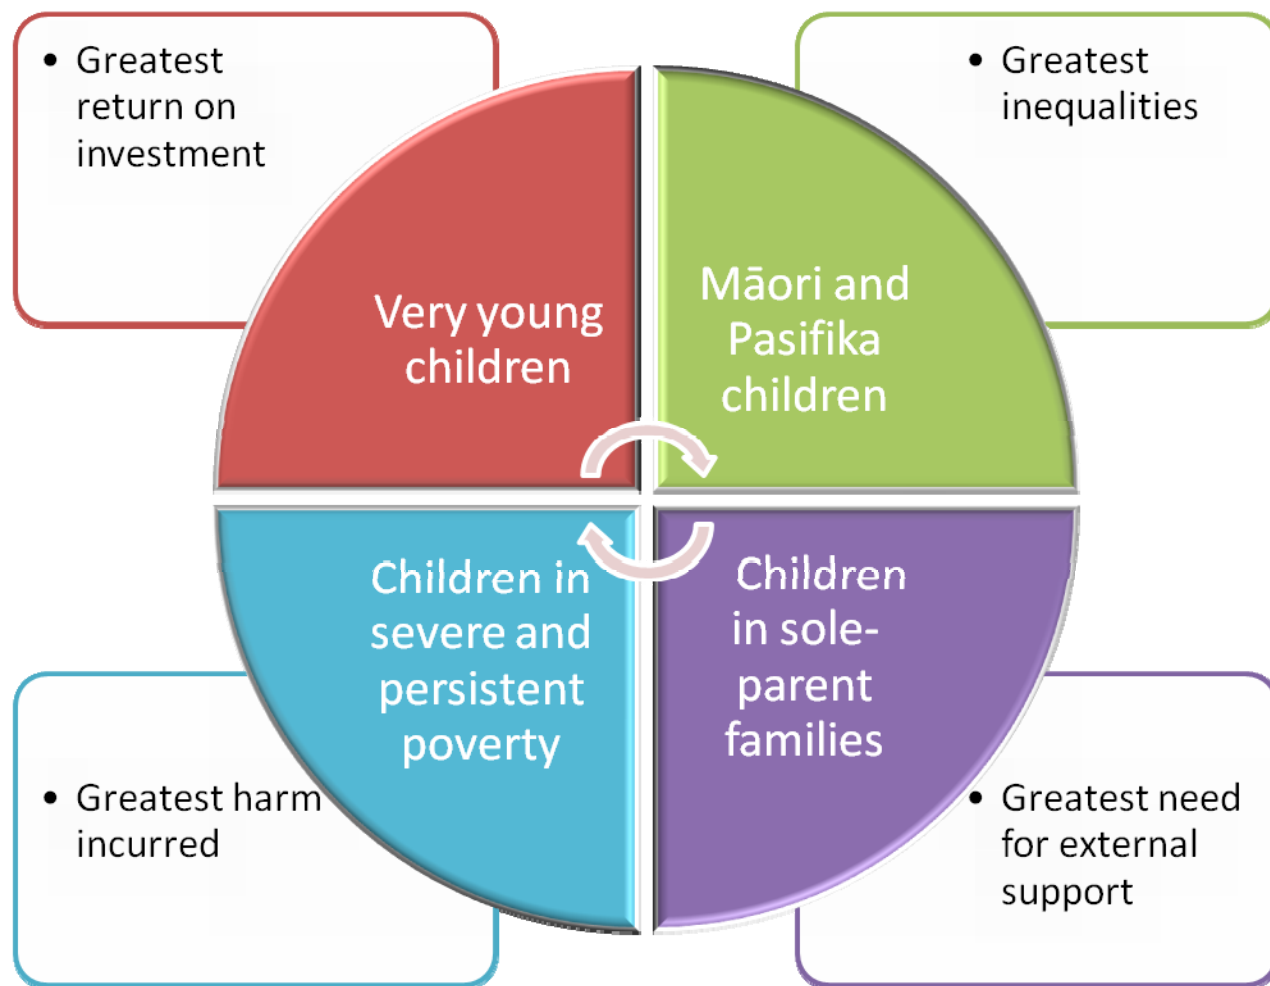 • Greatest
return on
investment
• Greatest
inequalities
Very young
children
Māori and
Pasifika
children
Children in
severe and
persistent
poverty
Children
in sole-
parent
families
• Greatest harm
incurred
• Greatest need
for external
support